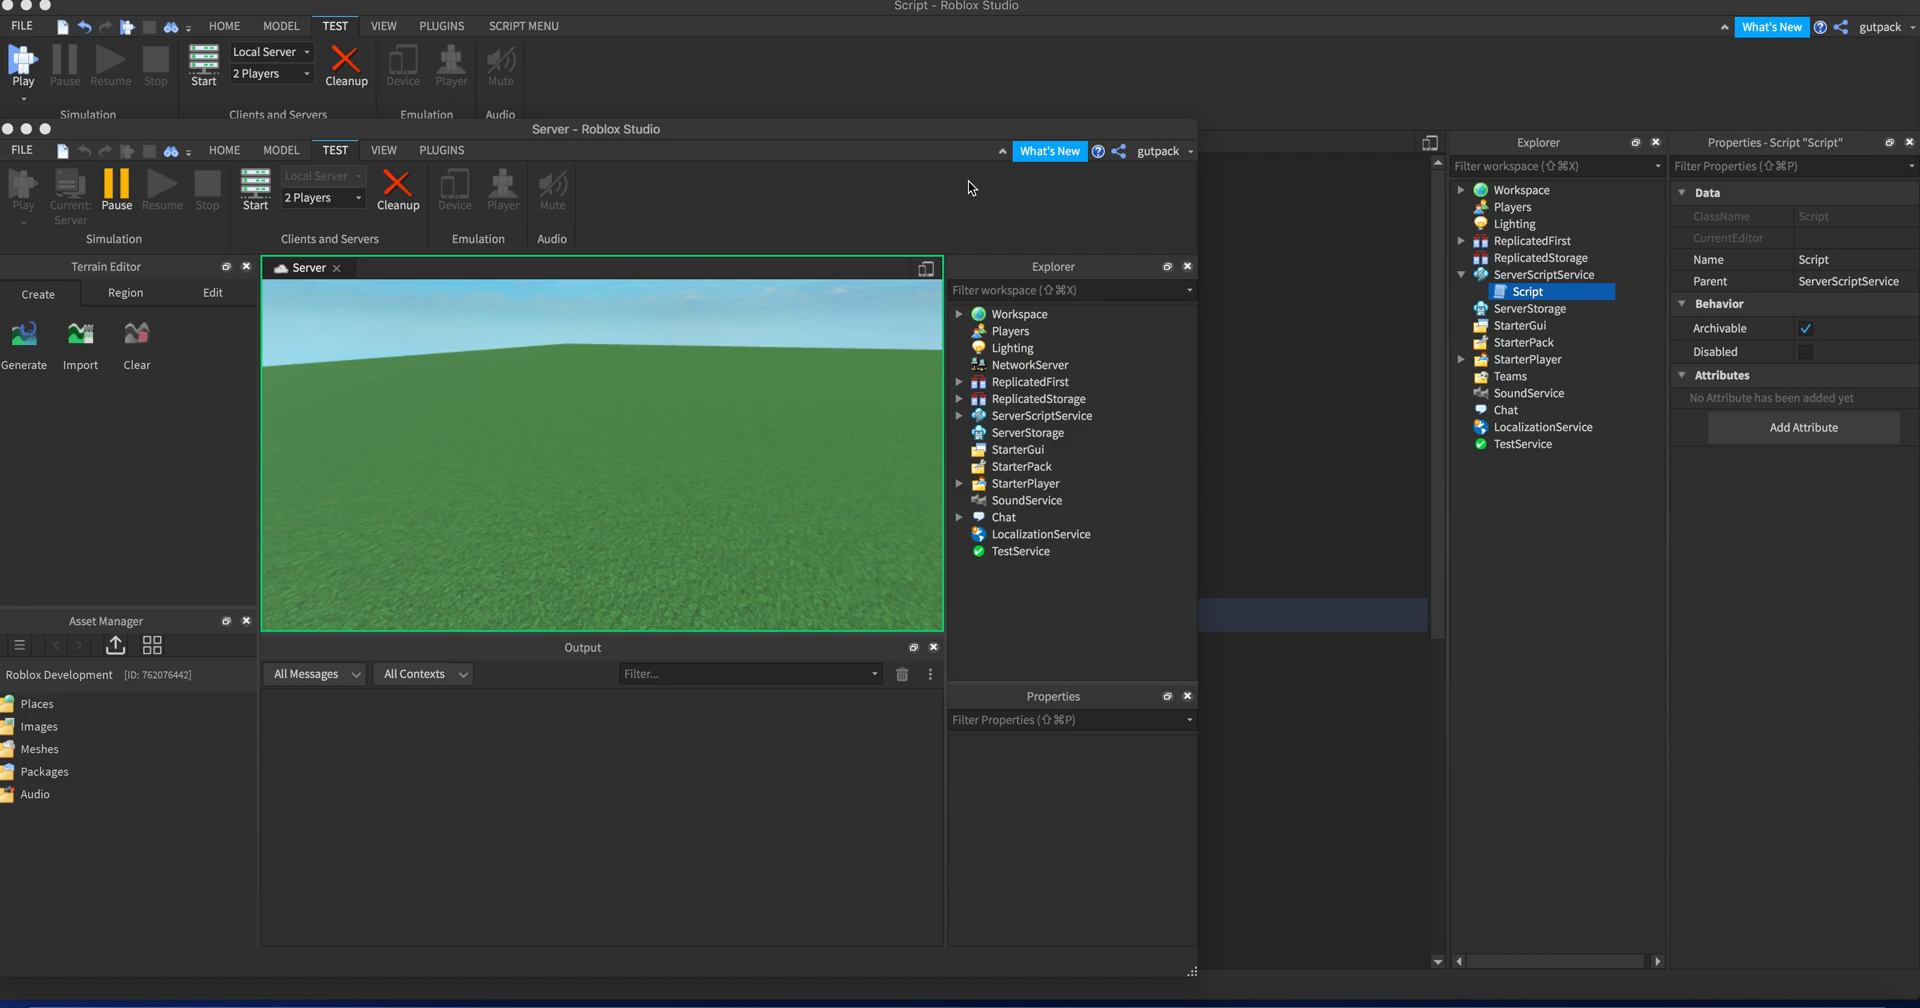 Script - Roblox Studio
FILE HOME MODEL TEST VIEW PLUGINS SCRIPT MENU What's New gutpack
Play Pause Resume Stop Start Local Server 2 Players Cleanup Device Player Mute
Simulation Clients and Servers Emulation Audio
Server - Roblox Studio
FILE HOME MODEL TEST VIEW PLUGINS What's New gutpack
Play Current: Server Pause Resume Stop Start Local Server 2 Players Cleanup Device Player Mute
Simulation Clients and Servers Emulation Audio
Terrain Editor
Create Region Edit
Generate Import Clear
Asset Manager
Roblox Development [ID: 762076442]
Places
Images
Meshes
Packages
Audio
Server
Output
All Messages All Contexts Filter...
Explorer
Filter workspace (⇧⌘X)
Workspace
Players
Lighting
NetworkServer
ReplicatedFirst
ReplicatedStorage
ServerScriptService
ServerStorage
StarterGui
StarterPack
StarterPlayer
SoundService
Chat
LocalizationService
TestService
Properties
Filter Properties (⇧⌘P)
Explorer
Filter workspace (⇧⌘X)
Workspace
Players
Lighting
ReplicatedFirst
ReplicatedStorage
ServerScriptService
Script
ServerStorage
StarterGui
StarterPack
StarterPlayer
Teams
SoundService
Chat
LocalizationService
TestService
Properties - Script "Script"
Filter Properties (⇧⌘P)
Data
ClassName Script
CurrentEditor
Name Script
Parent ServerScriptService
Behavior
Archivable
Disabled
Attributes
No Attribute has been added yet
Add Attribute